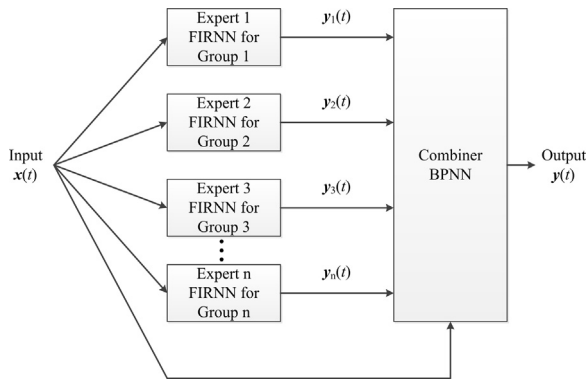 Expert 1
FIRNN for
Group 1
y1(t)
Expert 2
FIRNN for
Group 2
y2(t)
Input
x(t)
Expert 3
FIRNN for
Group 3
y3(t)
Expert n
FIRNN for
Group n
yn(t)
Combiner
BPNN
Output
y(t)